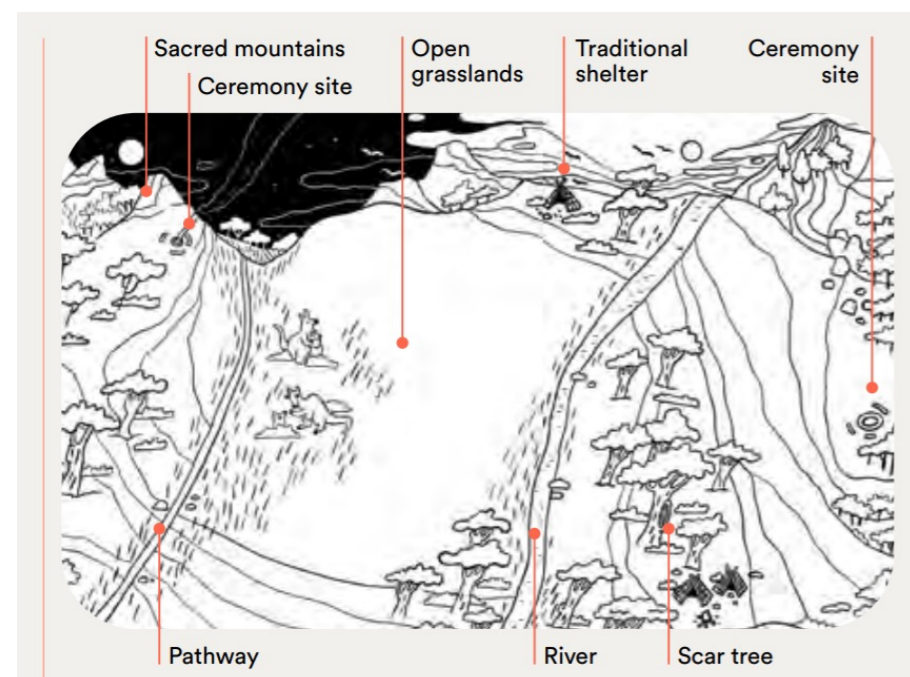 Sacred mountains
Ceremony site
Open
grasslands
Traditional
shelter
Ceremony
site
Pathway
River
Scar tree